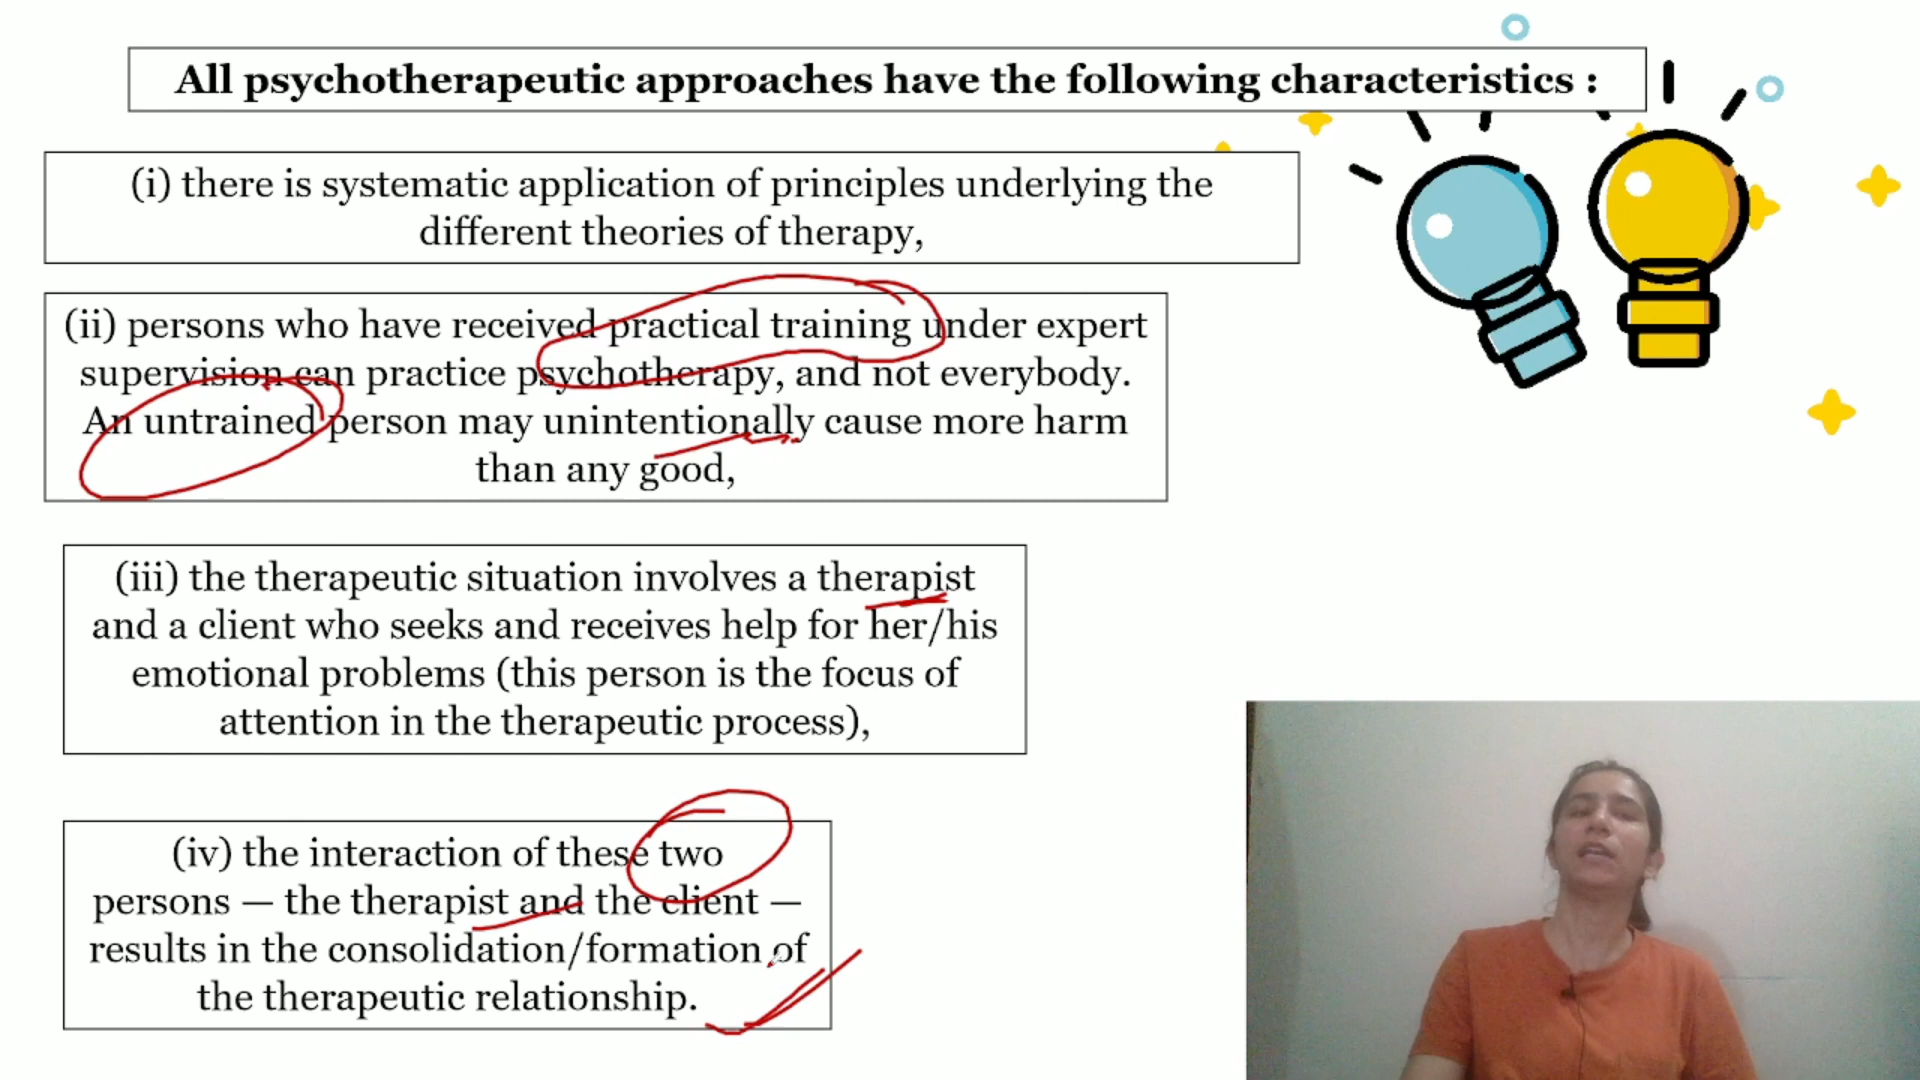 All psychotherapeutic approaches have the following characteristics :
(i) there is systematic application of principles underlying the
different theories of therapy,
(ii) persons who have received practical training under expert
supervision can practice psychotherapy, and not everybody.
An untrained person may unintentionally cause more harm
than any good,
(iii) the therapeutic situation involves a therapist
and a client who seeks and receives help for her/his
emotional problems (this person is the focus of
attention in the therapeutic process),
(iv) the interaction of these two
persons — the therapist and the client —
results in the consolidation/formation of
the therapeutic relationship.